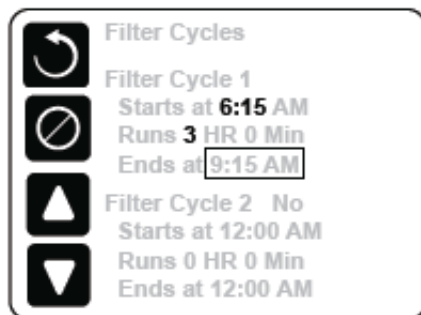 Filter Cycles
Filter Cycle 1
Starts at 6:15 AM
Runs 3 HR 0 Min
Ends at 9:15 AM
Filter Cycle 2 No
Starts at 12:00 AM
Runs 0 HR 0 Min
Ends at 12:00 AM